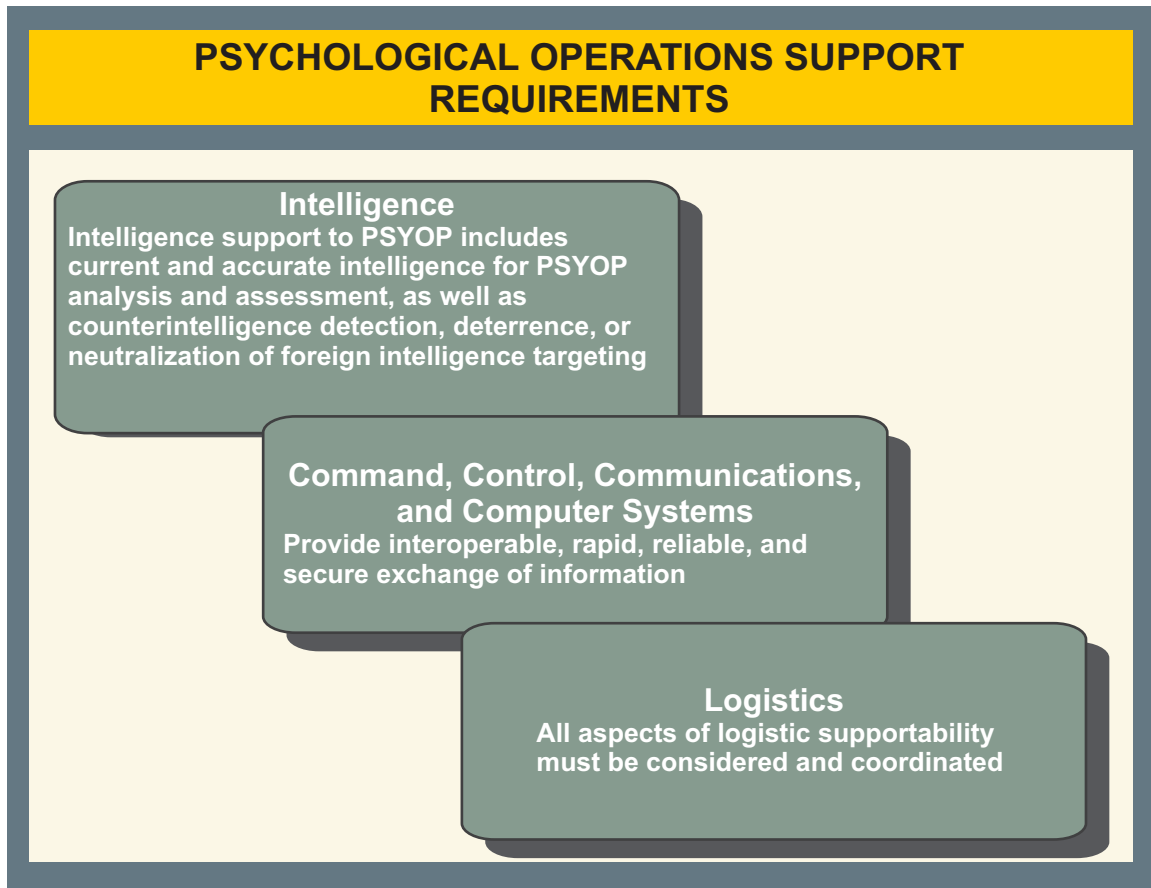 PSYCHOLOGICAL OPERATIONS SUPPORT
REQUIREMENTS
Intelligence
Intelligence support to PSYOP includes
current and accurate intelligence for PSYOP
analysis and assessment, as well as
counterintelligence detection, deterrence, or
neutralization of foreign intelligence targeting
Command, Control, Communications,
and Computer Systems
Provide interoperable, rapid, reliable, and
secure exchange of information
Logistics
All aspects of logistic supportability
must be considered and coordinated